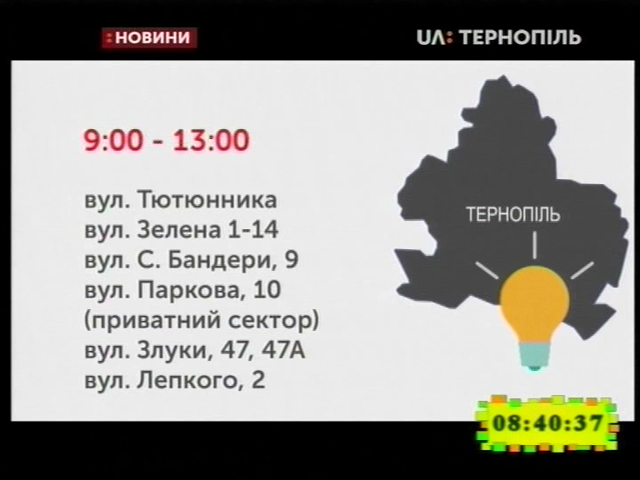 :НОВИНИ
UA: ТЕРНОПІЛЬ
9:00 - 13:00
вул. Тютюнника
вул. Зелена 1-14
вул. С. Бандери, 9
вул. Паркова, 10
(приватний сектор)
вул. Злуки, 47, 47А
вул. Лепкого, 2
ТЕРНОПІЛЬ
08:40:37